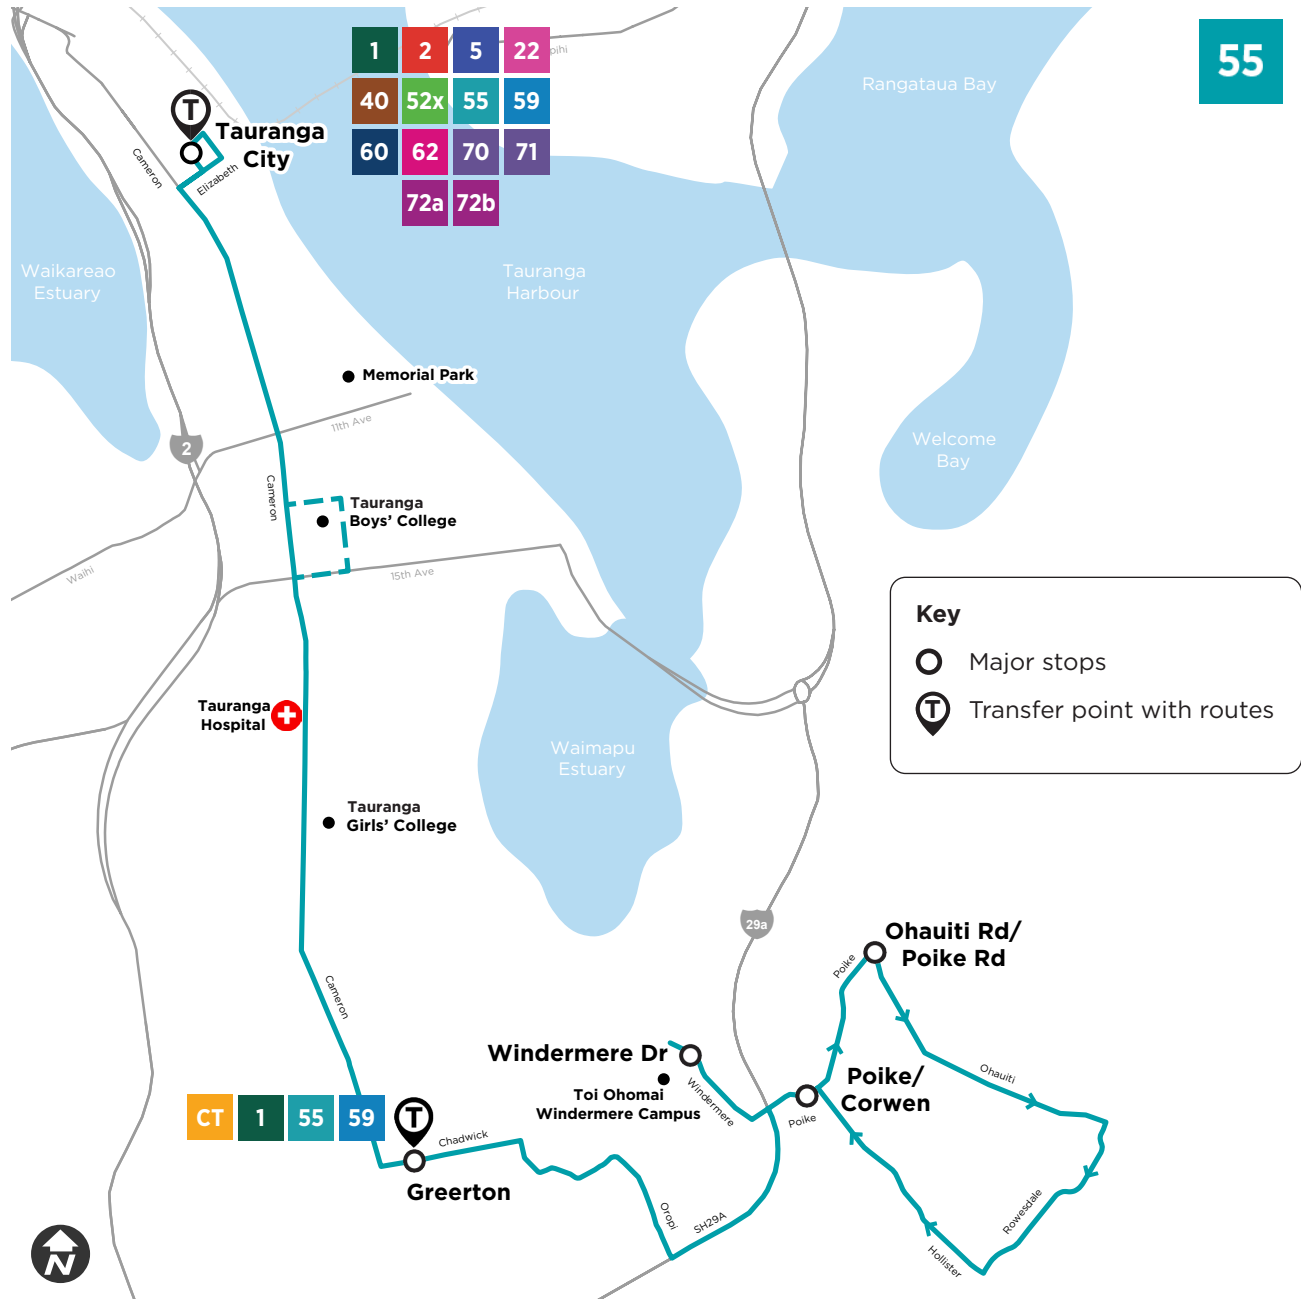 55
1 2 5 22
40 52x 55 59
60 62 70 71
72a 72b
Rangataua Bay
T
Tauranga
City
Cameron
Elizabeth
Waikareao
Estuary
Tauranga
Harbour
Memorial Park
11th Ave
2
Welcome
Bay
Cameron
Tauranga
Boys' College
Waihi
15th Ave
Key
Major stops
T Transfer point with routes
Tauranga
Hospital
Waimapu
Estuary
Tauranga
Girls' College
29a
Ohauiti Rd/
Poike Rd
Poike
Cameron
Windermere Dr
Toi Ohomai
Windermere Campus
Windermere
Poike/
Corwen
Poike
Ohauiti
CT 1 55 59
T
Chadwick
Greerton
Oropi
SH29A
Rowesdale
Hollister
N